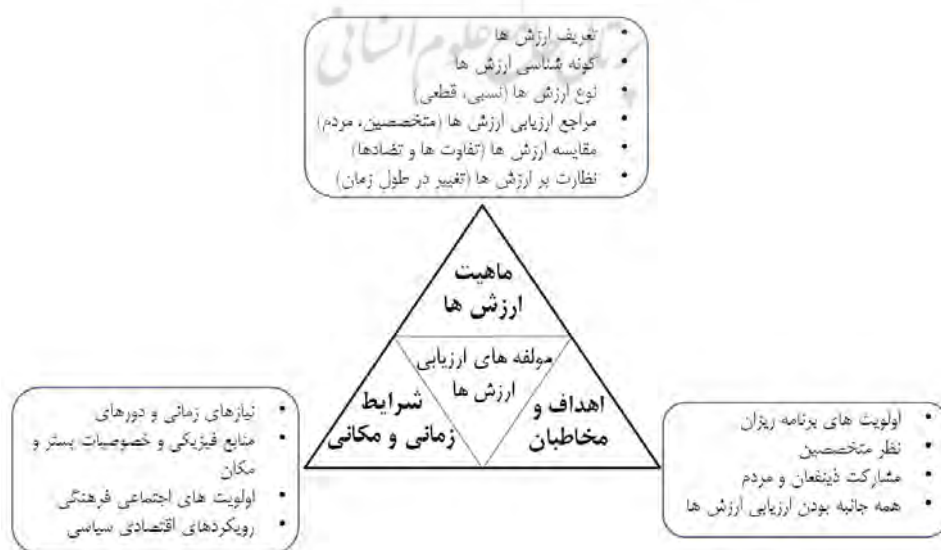 • تعریف ارزش ها
• گونه شناسی ارزش ها
• نوع ارزش ها (نسبی، قطعی)
• مراجع ارزیابی ارزش ها (متخصصین، مردم)
• مقایسه ارزش ها (تفاوت ها و تضادها)
• نظارت بر ارزش ها (تغییر در طول زمان)
ماهیت
ارزش ها
مولفه های ارزیابی
ارزش ها
اهداف و
مخاطبان
شرایط
زمانی و مکانی
• اولویت های برنامه ریزان
• نظر متخصصین
• مشارکت ذینفعان و مردم
• همه جانبه بودن ارزیابی ارزش ها
• نیازهای زمانی و دورهای
• منابع فیزیکی و خصوصیات بستر و
مکان
• اولویت های اجتماعی فرهنگی
• رویکردهای اقتصادی سیاسی